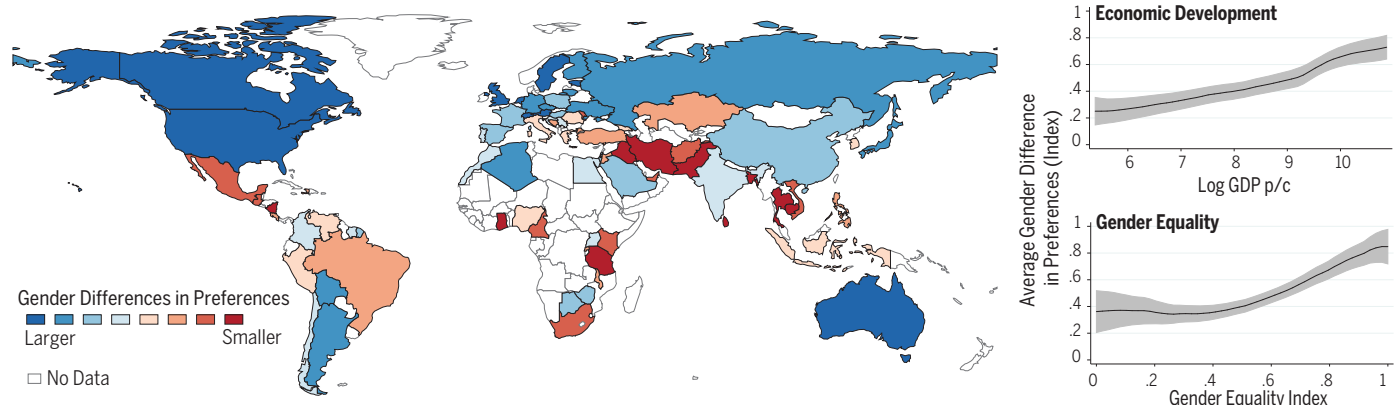 Gender Differences in Preferences
Larger
Smaller
No Data
Average Gender Difference
in Preferences (Index)
Economic Development
1
.8
.6
.4
.2
0
6
7
8
9
10
Log GDP p/c
Gender Equality
1
.8
.6
.4
.2
0
0
.2
.4
.6
.8
1
Gender Equality Index